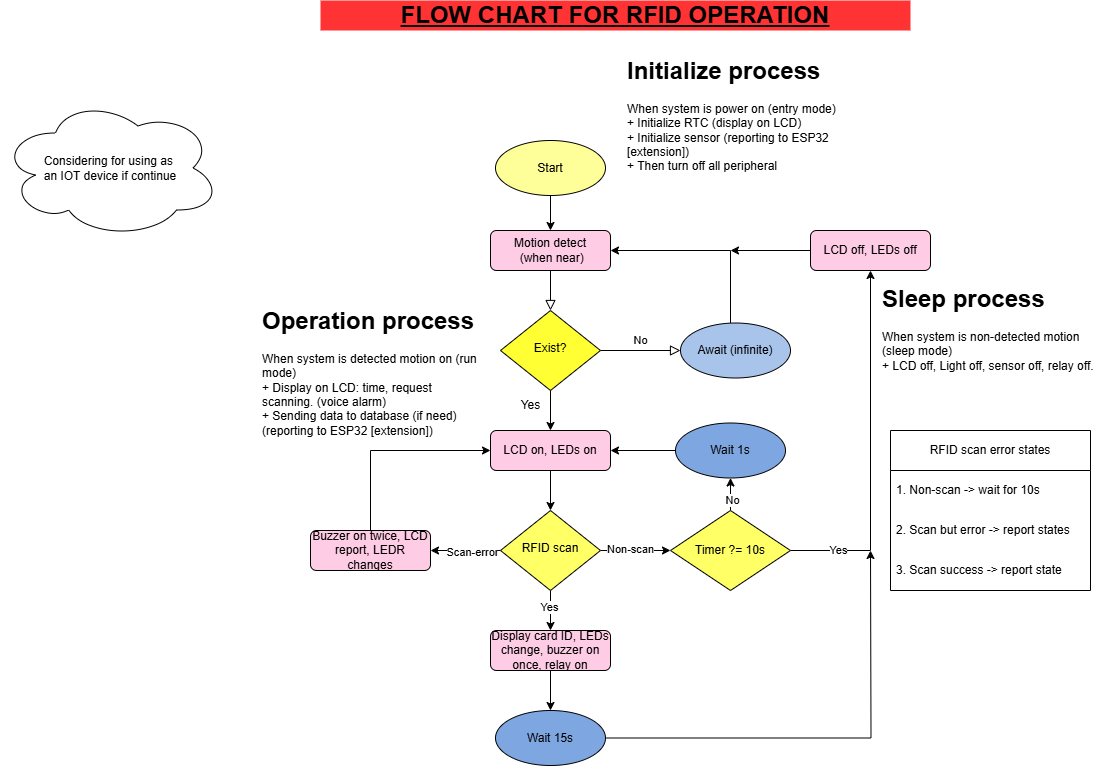 FLOW CHART FOR RFID OPERATION
Initialize process
When system is power on (entry mode)
+ Initialize RTC (display on LCD)
+ Initialize sensor (reporting to ESP32
[extension])
+ Then turn off all peripheral
Considering for using as
an IOT device if continue
Start
Motion detect
(when near)
LCD off, LEDs off
Sleep process
When system is non-detected motion
(sleep mode)
+ LCD off, Light off, sensor off, relay off.
Operation process
When system is detected motion on (run
mode)
+ Display on LCD: time, request
scanning. (voice alarm)
+ Sending data to database (if need)
(reporting to ESP32 [extension])
Exist?
No
Await (infinite)
Yes
LCD on, LEDs on
Wait 1s
No
Buzzer on twice, LCD
report, LEDR
changes
Scan-error
RFID scan
Non-scan
Timer ?= 10s
Yes
RFID scan error states
1. Non-scan -> wait for 10s
2. Scan but error -> report states
3. Scan success -> report state
Yes
Display card ID, LEDs
change, buzzer on
once, relay on
Wait 15s